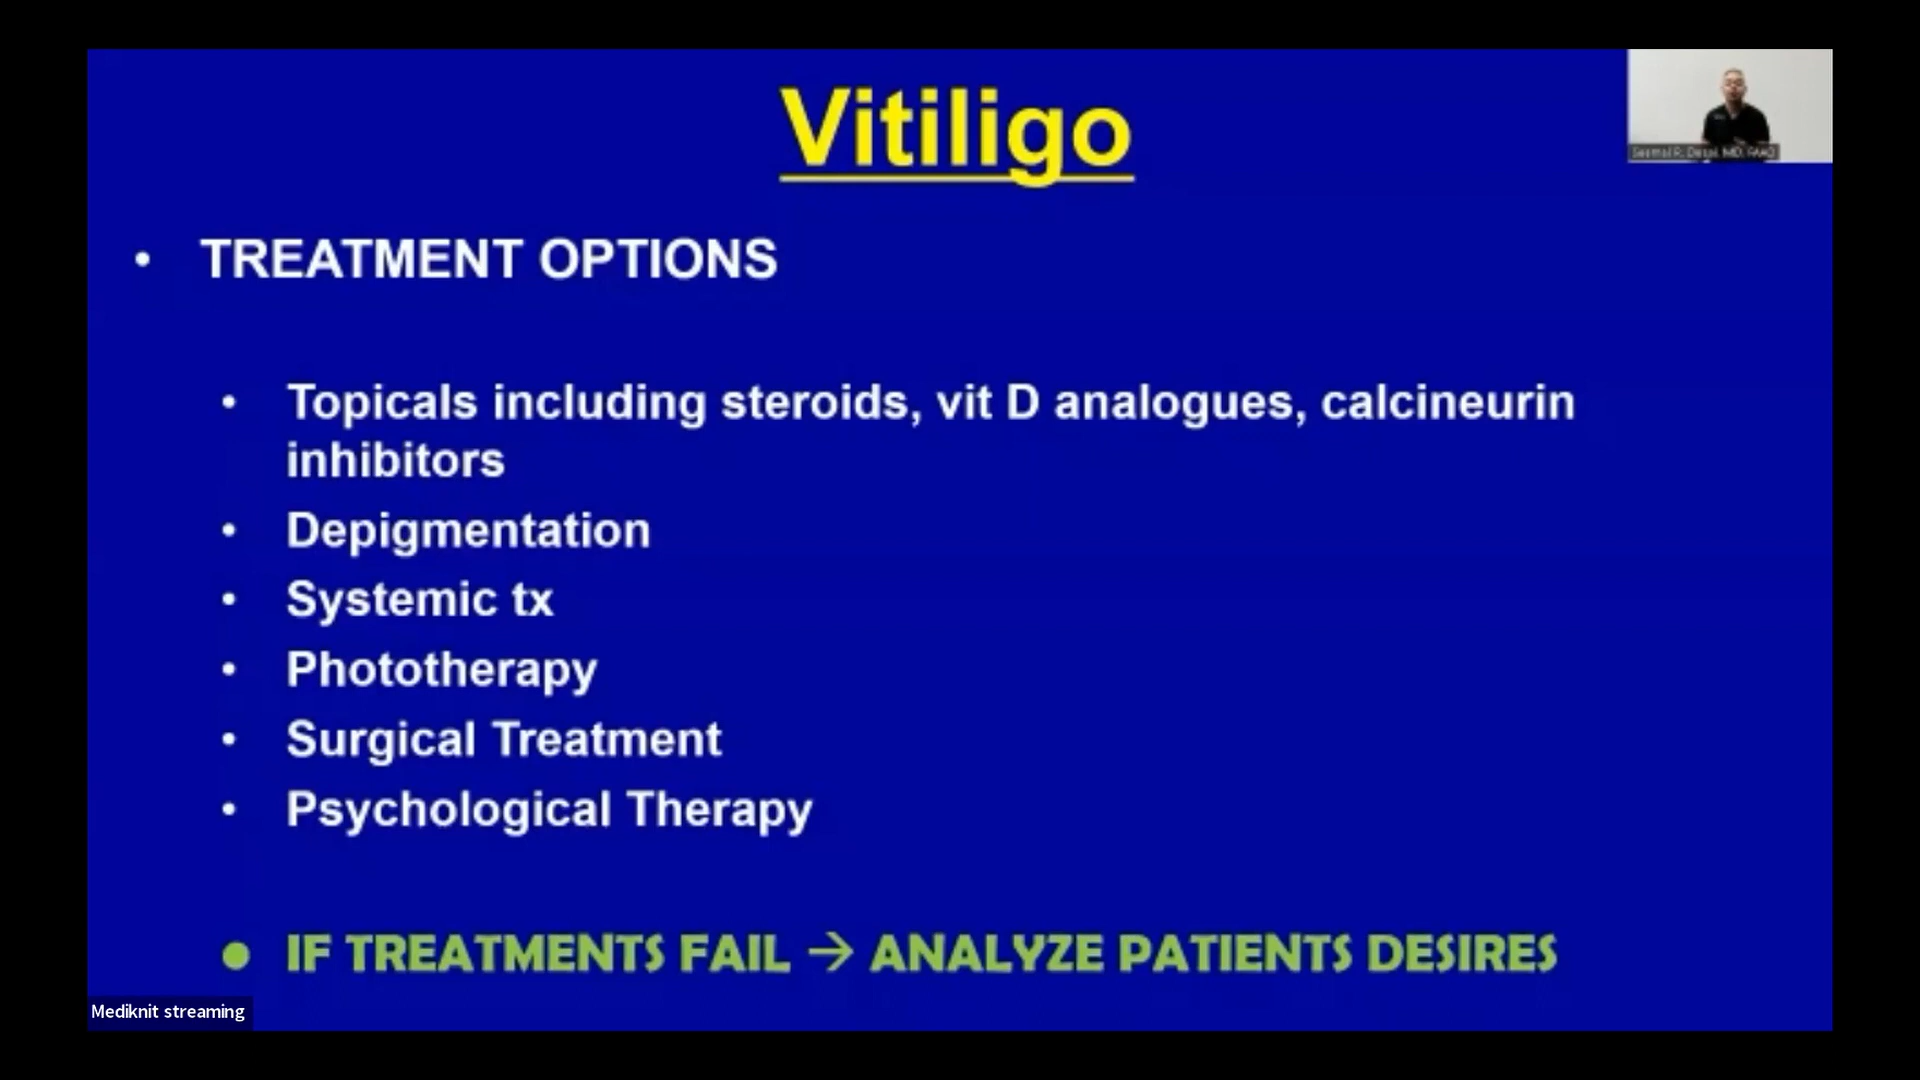 Vitiligo
• TREATMENT OPTIONS
• Topicals including steroids, vit D analogues, calcineurin
inhibitors
• Depigmentation
• Systemic tx
• Phototherapy
• Surgical Treatment
• Psychological Therapy
• IF TREATMENTS FAIL → ANALYZE PATIENTS DESIRES
Mediknit streaming